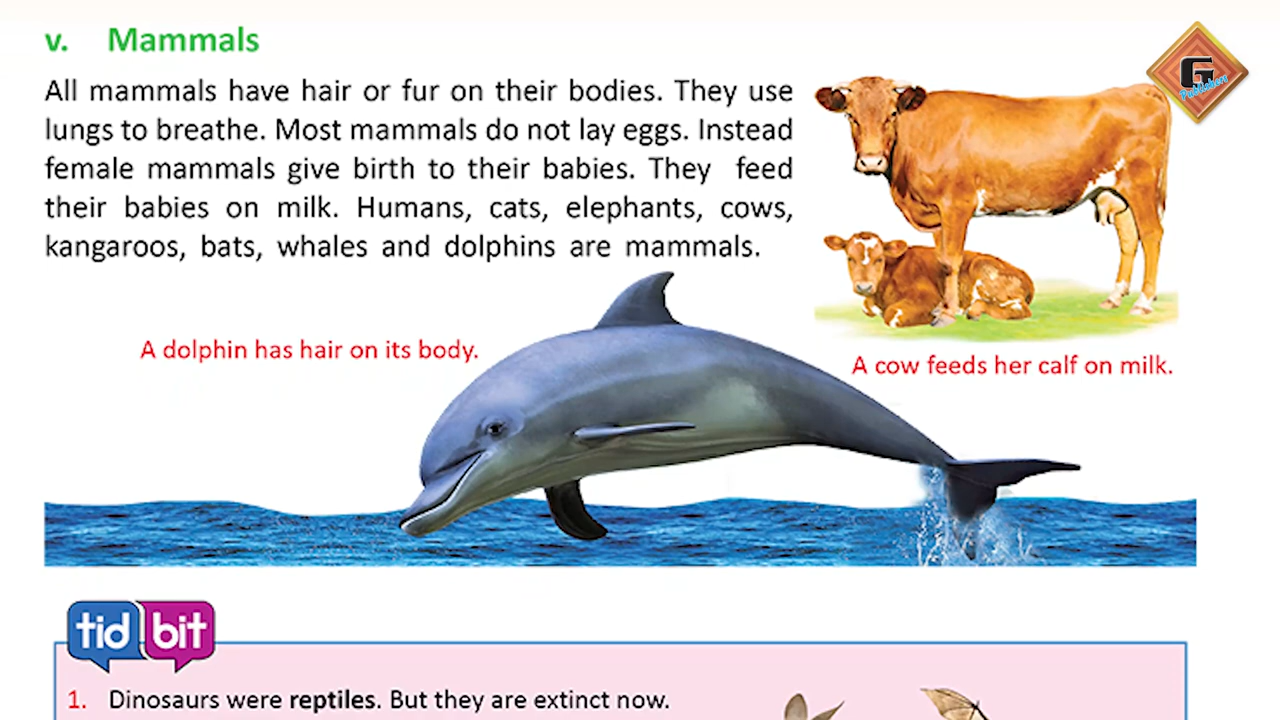 v. Mammals
All mammals have hair or fur on their bodies. They use
lungs to breathe. Most mammals do not lay eggs. Instead
female mammals give birth to their babies. They feed
their babies on milk. Humans, cats, elephants, cows,
kangaroos, bats, whales and dolphins are mammals.
G
Publishers
A dolphin has hair on its body.
A cow feeds her calf on milk.
tid bit
1. Dinosaurs were reptiles. But they are extinct now.